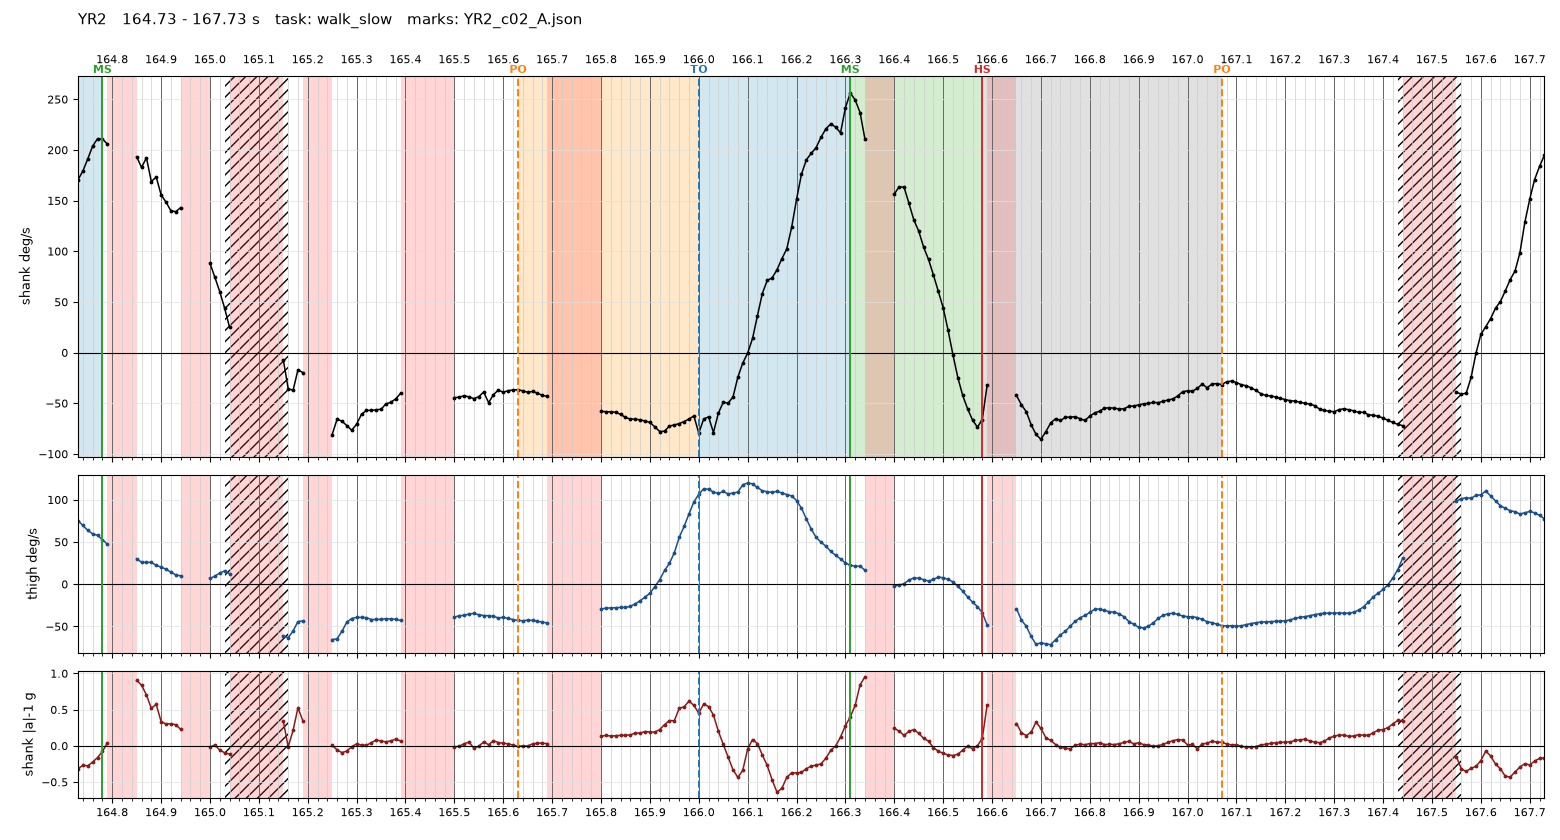 YR2 164.73 - 167.73 s task: walk_slow marks: YR2_c02_A.json
164.8 164.9 165.0 165.1 165.2 165.3 165.4 165.5 165.6 165.7 165.8 165.9 166.0 166.1 166.2 166.3 166.4 166.5 166.6 166.7 166.8 166.9 167.0 167.1 167.2 167.3 167.4 167.5 167.6 167.7
MS PO TO MS HS PO
shank deg/s
250
200
150
100
50
0
−50
−100
thigh deg/s
100
50
0
−50
shank |a|-1 g
1.0
0.5
0.0
−0.5
164.8 164.9 165.0 165.1 165.2 165.3 165.4 165.5 165.6 165.7 165.8 165.9 166.0 166.1 166.2 166.3 166.4 166.5 166.6 166.7 166.8 166.9 167.0 167.1 167.2 167.3 167.4 167.5 167.6 167.7